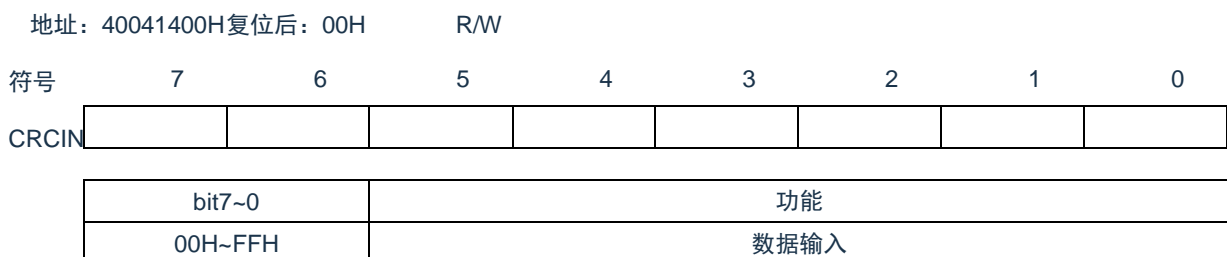 地址：40041400H复位后：00H R/W
符号 7 6 5 4 3 2 1 0
CRCIN
bit7~0 功能
00H~FFH 数据输入